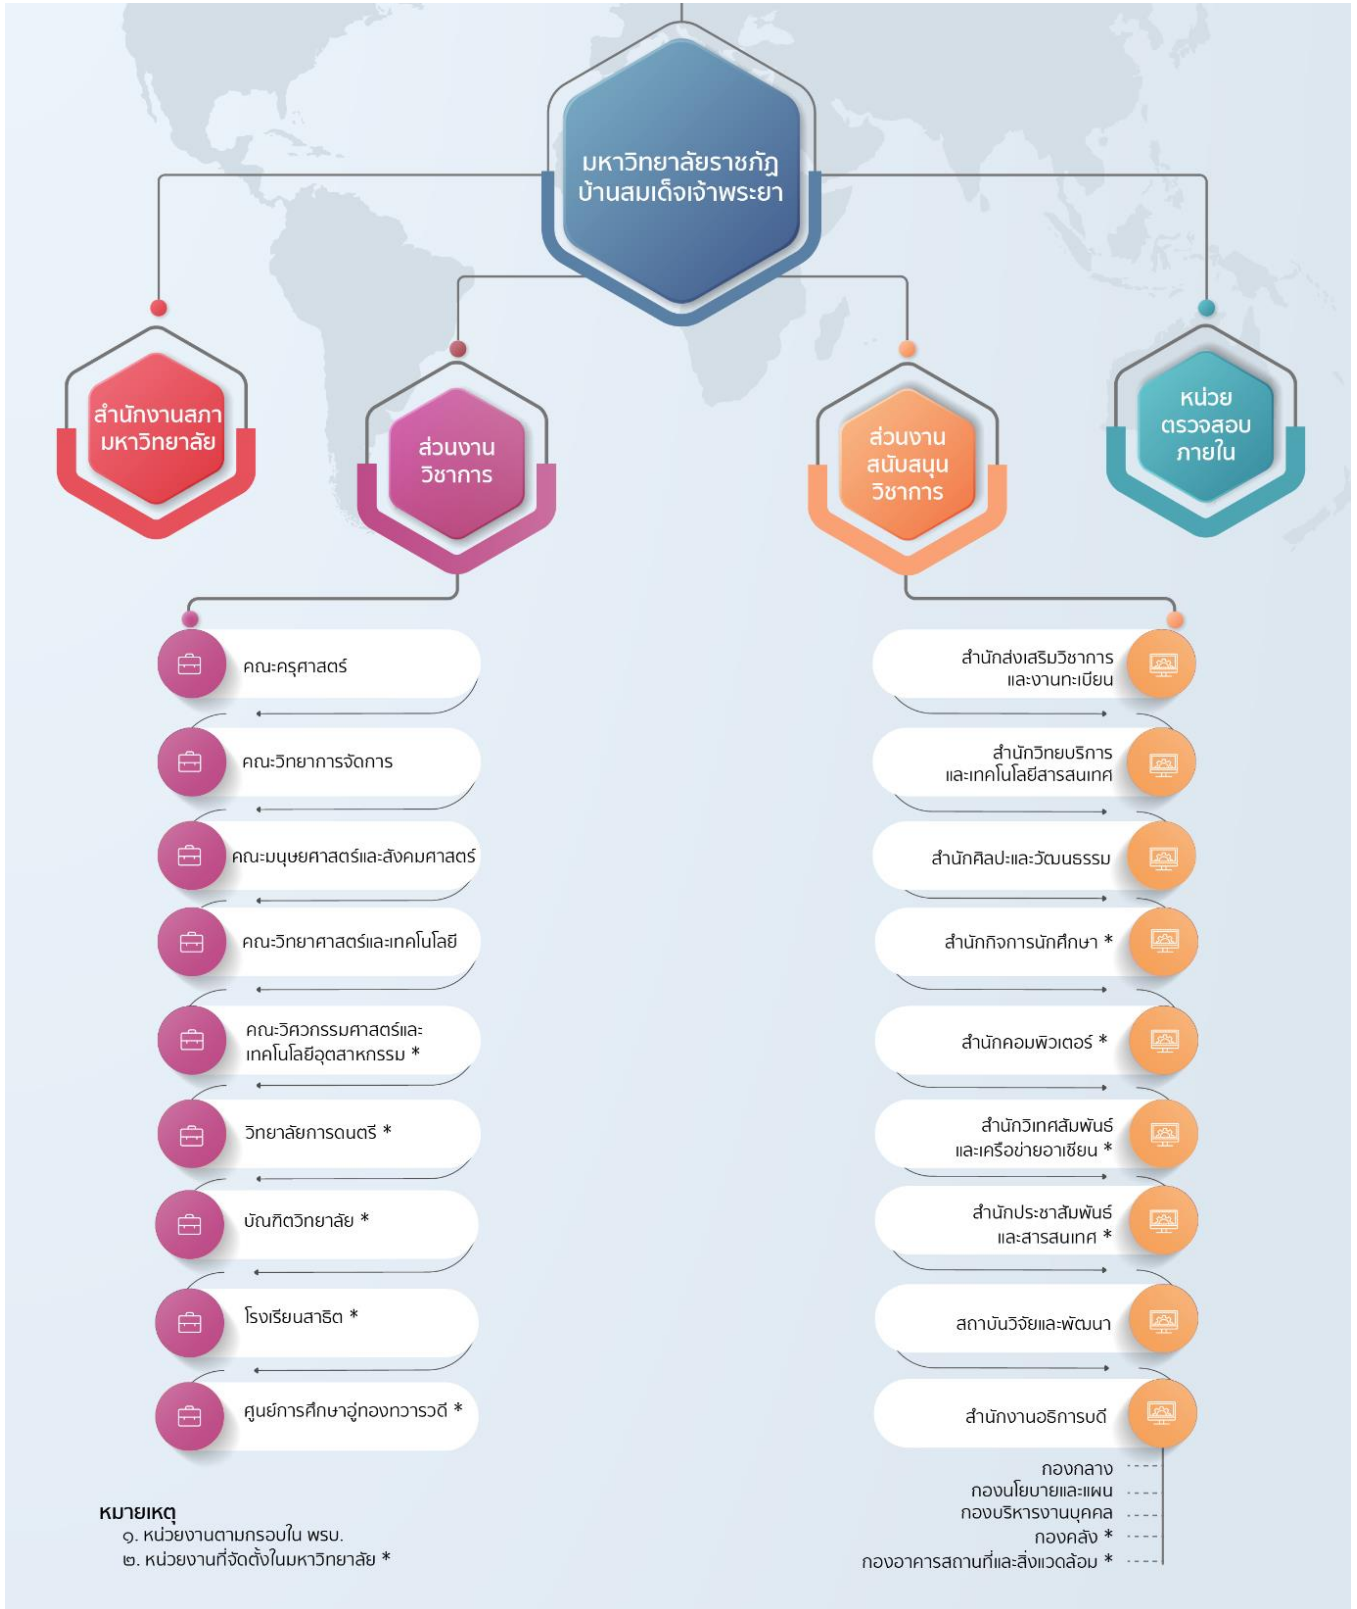 มหาวิทยาลัยราชภัฏ
บ้านสมเด็จเจ้าพระยา
สำนักงานสภา
มหาวิทยาลัย
ส่วนงาน
วิชาการ
ส่วนงาน
สนับสนุน
วิชาการ
หน่วย
ตรวจสอบ
ภายใน
คณะครุศาสตร์
คณะวิทยาการจัดการ
คณะมนุษยศาสตร์และสังคมศาสตร์
คณะวิทยาศาสตร์และเทคโนโลยี
คณะวิศวกรรมศาสตร์และ
เทคโนโลยีอุตสาหกรรม *
วิทยาลัยการดนตรี *
บัณฑิตวิทยาลัย *
โรงเรียนสาธิต *
ศูนย์การศึกษาอู่ทองทวารวดี *
สำนักส่งเสริมวิชาการ
และงานทะเบียน
สำนักวิทยบริการ
และเทคโนโลยีสารสนเทศ
สำนักศิลปะและวัฒนธรรม
สำนักกิจการนักศึกษา *
สำนักคอมพิวเตอร์ *
สำนักวิเทศสัมพันธ์
และเครือข่ายอาเซียน *
สำนักประชาสัมพันธ์
และสารสนเทศ *
สถาบันวิจัยและพัฒนา
สำนักงานอธิการบดี
กองกลาง
กองนโยบายและแผน
กองบริหารงานบุคคล
กองคลัง *
กองอาคารสถานที่และสิ่งแวดล้อม *
หมายเหตุ
๑. หน่วยงานตามกรอบใน พรบ.
๒. หน่วยงานที่จัดตั้งในมหาวิทยาลัย *